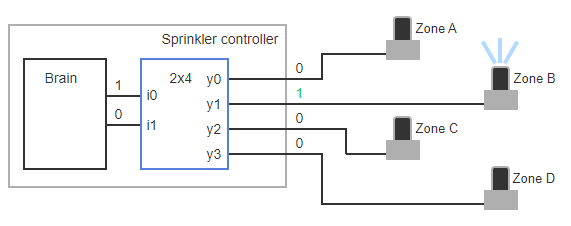 Sprinkler controller
Zone A
Brain
2x4
y0
0
1
i0
y1
1
Zone B
0
i1
y2
0
Zone C
y3
0
Zone D